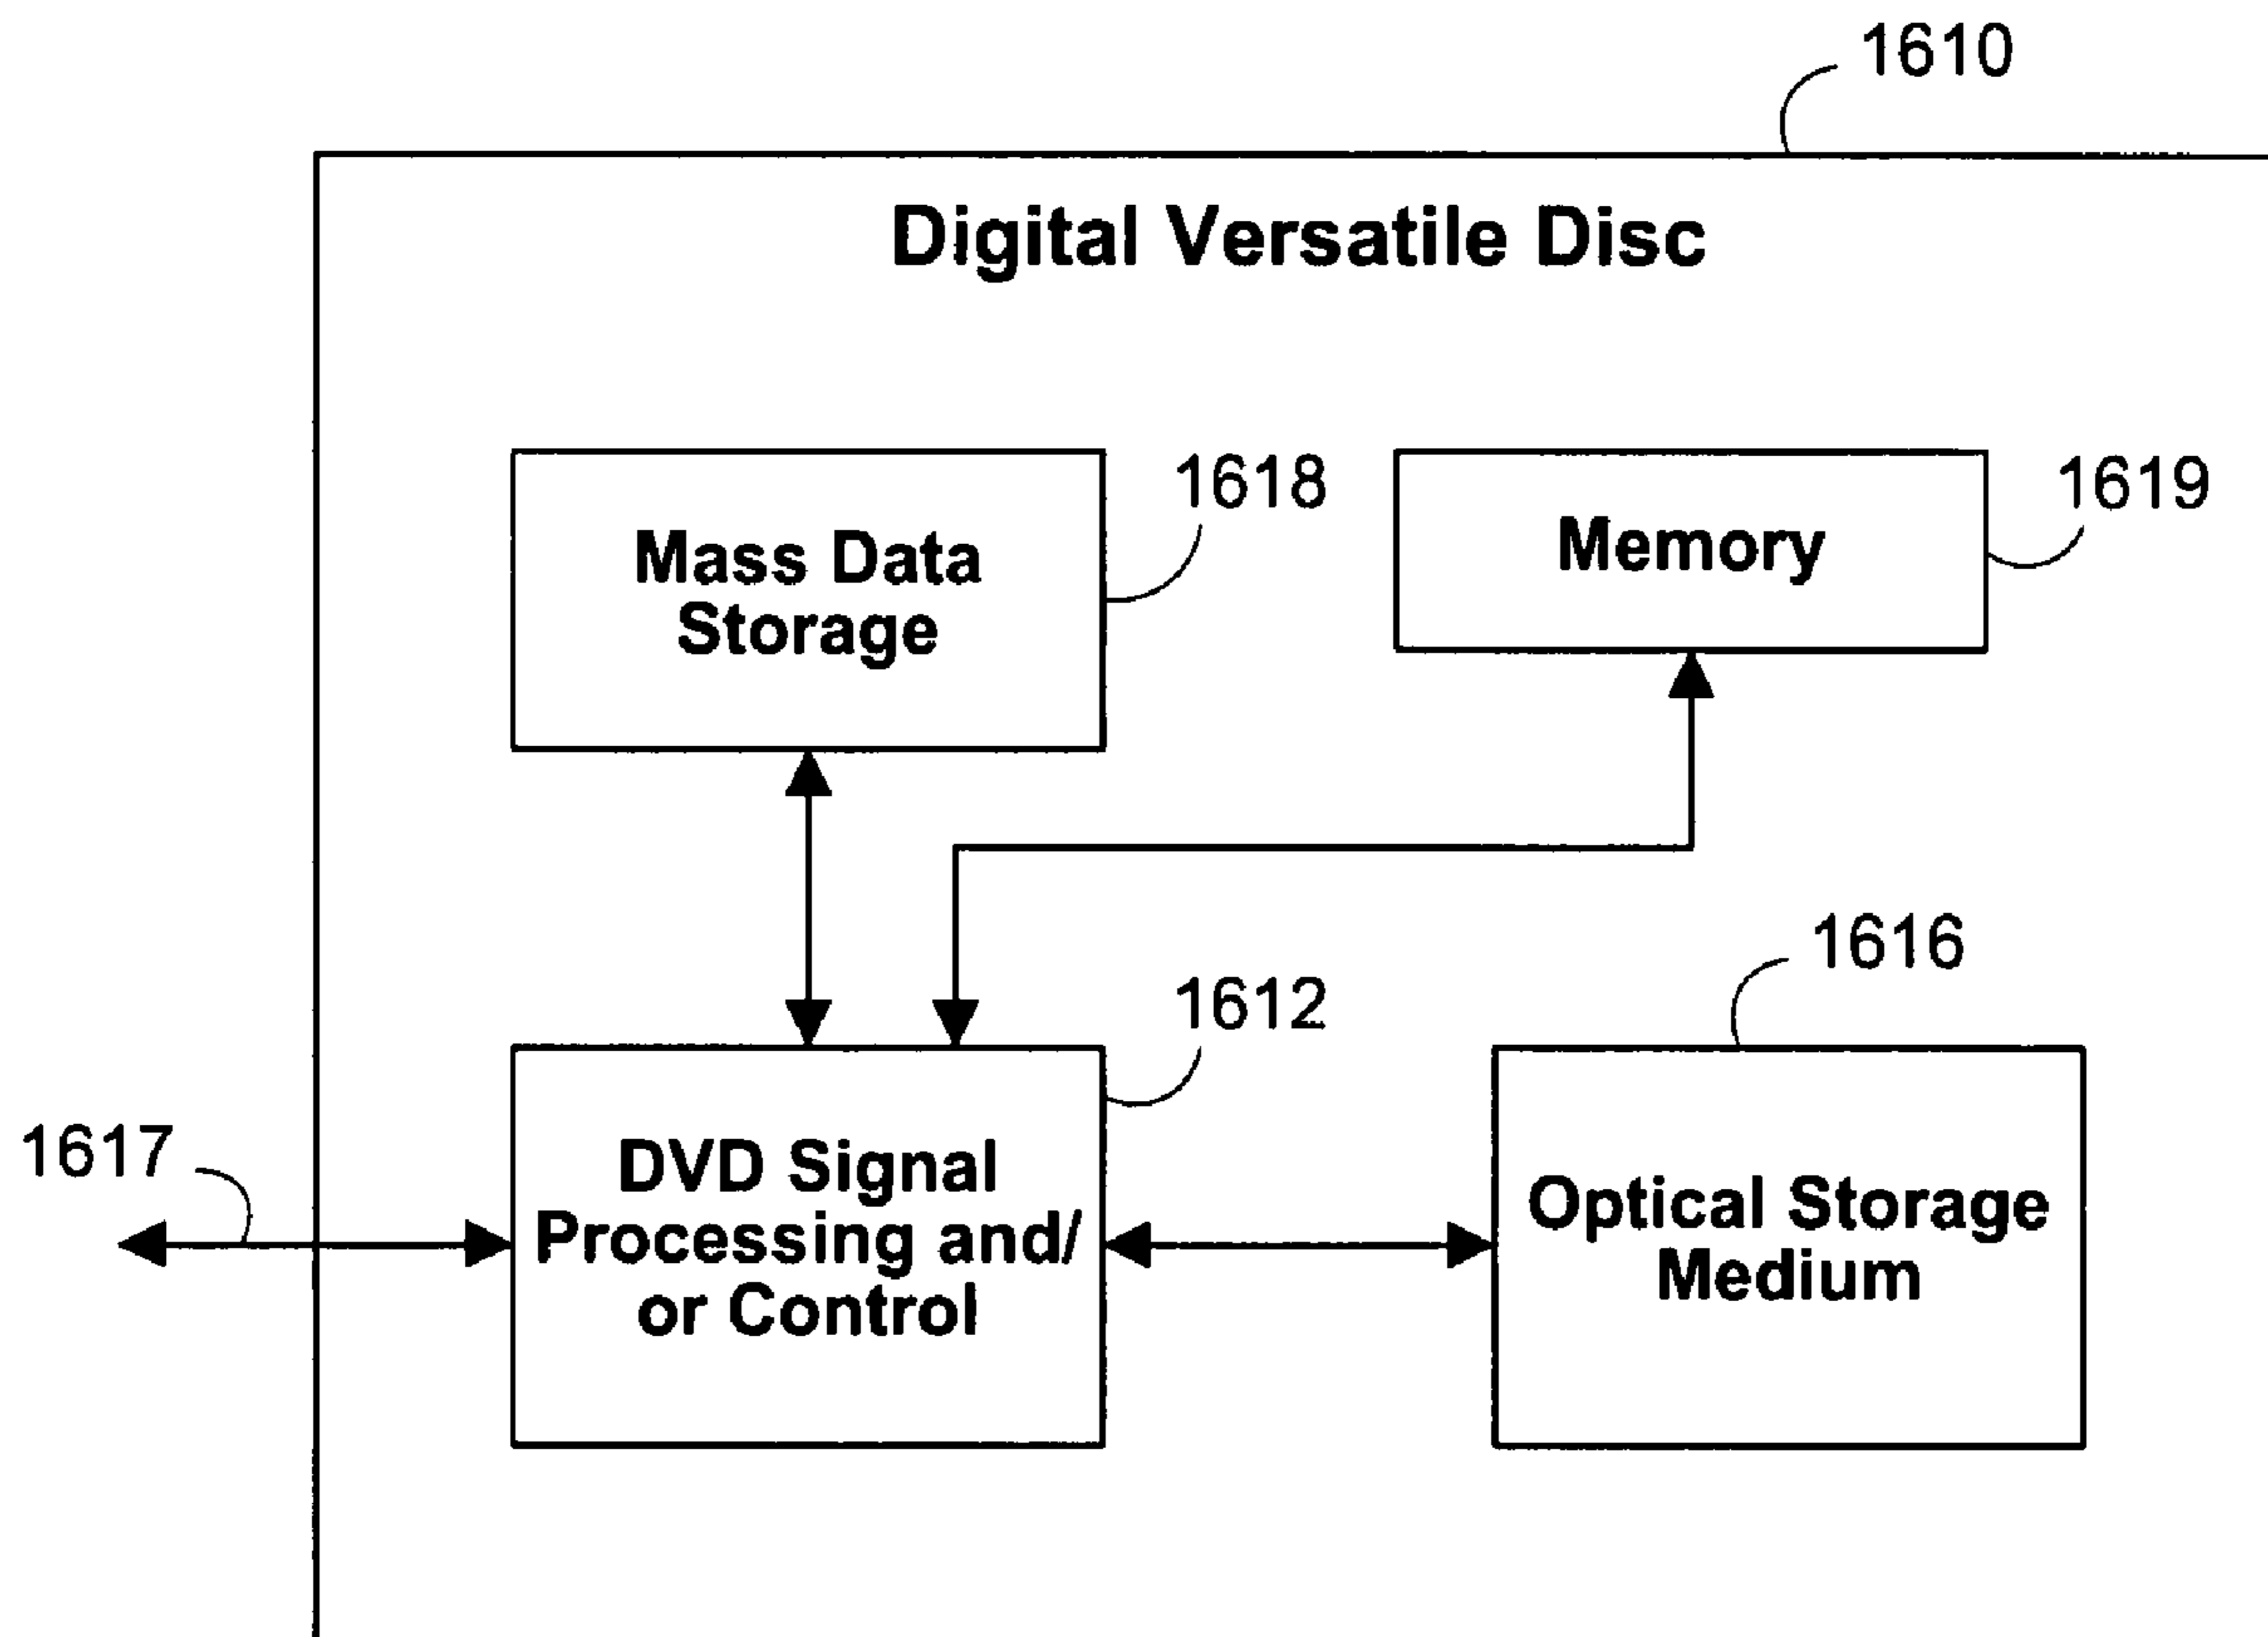 1610
Digital Versatile Disc
1618
1619
Mass Data
Storage
Memory
1616
1612
1617
DVD Signal
Processing and/
or Control
Optical Storage
Medium